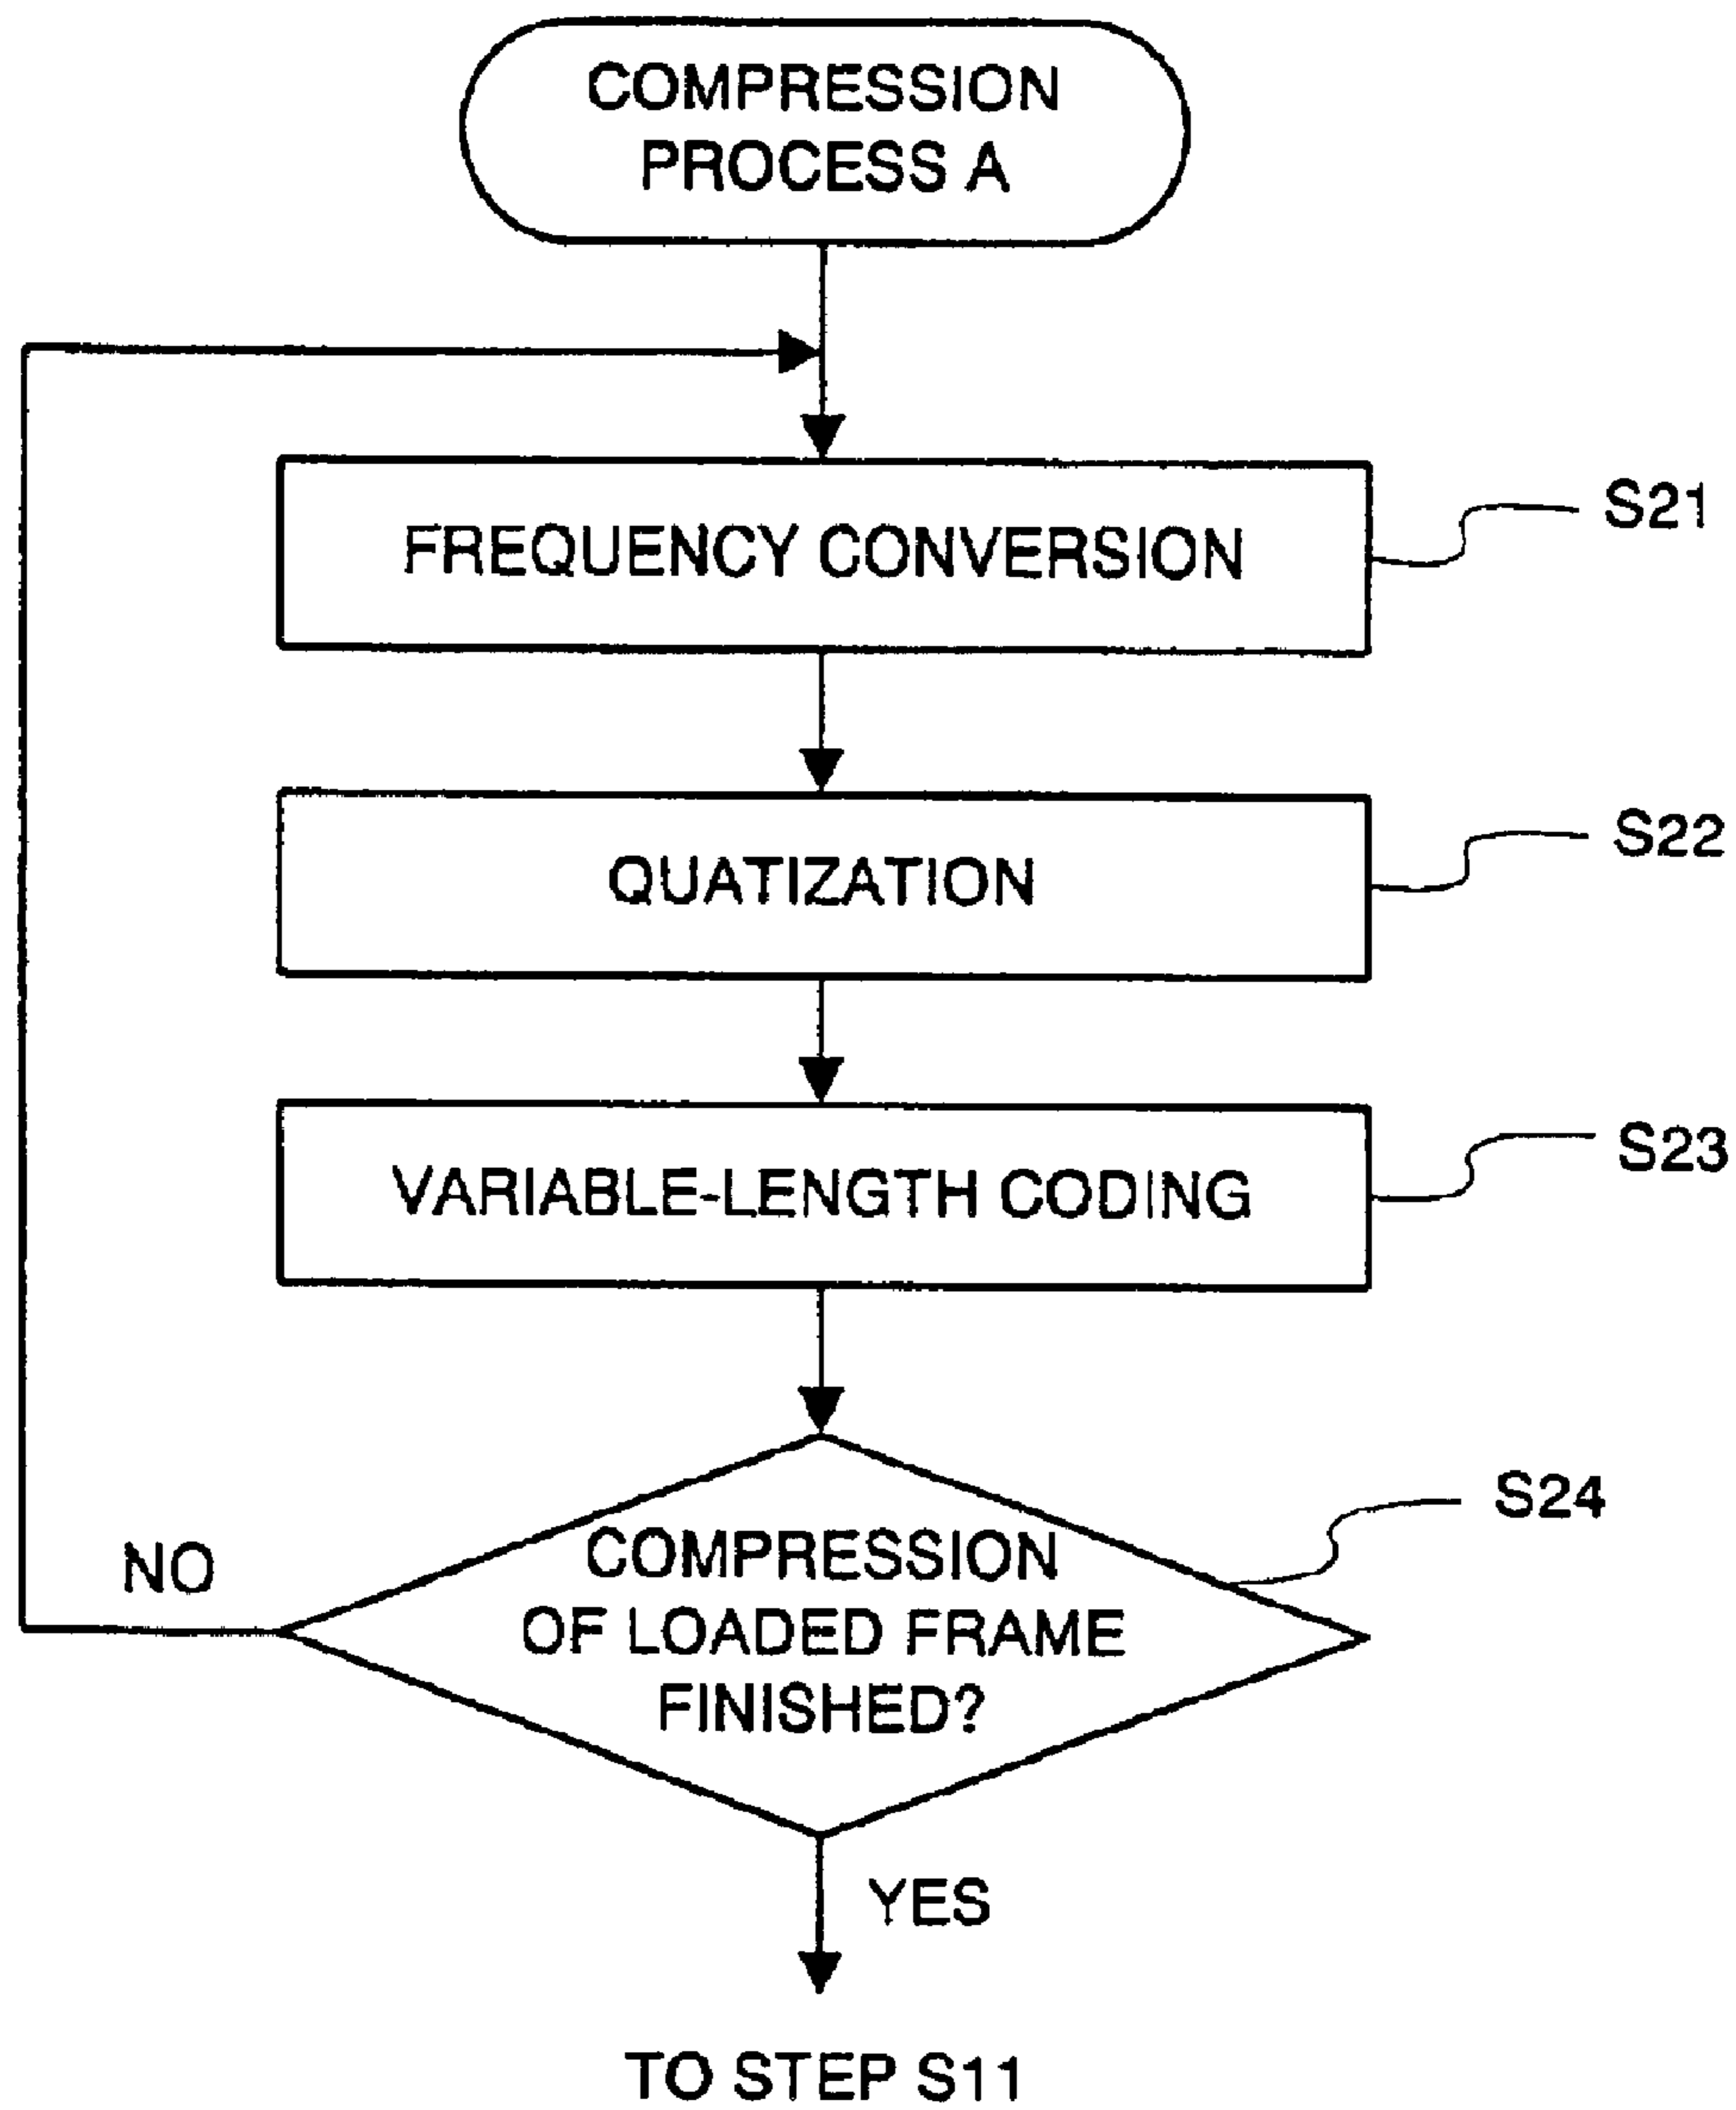 COMPRESSION
PROCESS A
FREQUENCY CONVERSION
S21
QUATIZATION
S22
VARIABLE-LENGTH CODING
S23
S24
COMPRESSION
OF LOADED FRAME
FINISHED?
NO
YES
TO STEP S11